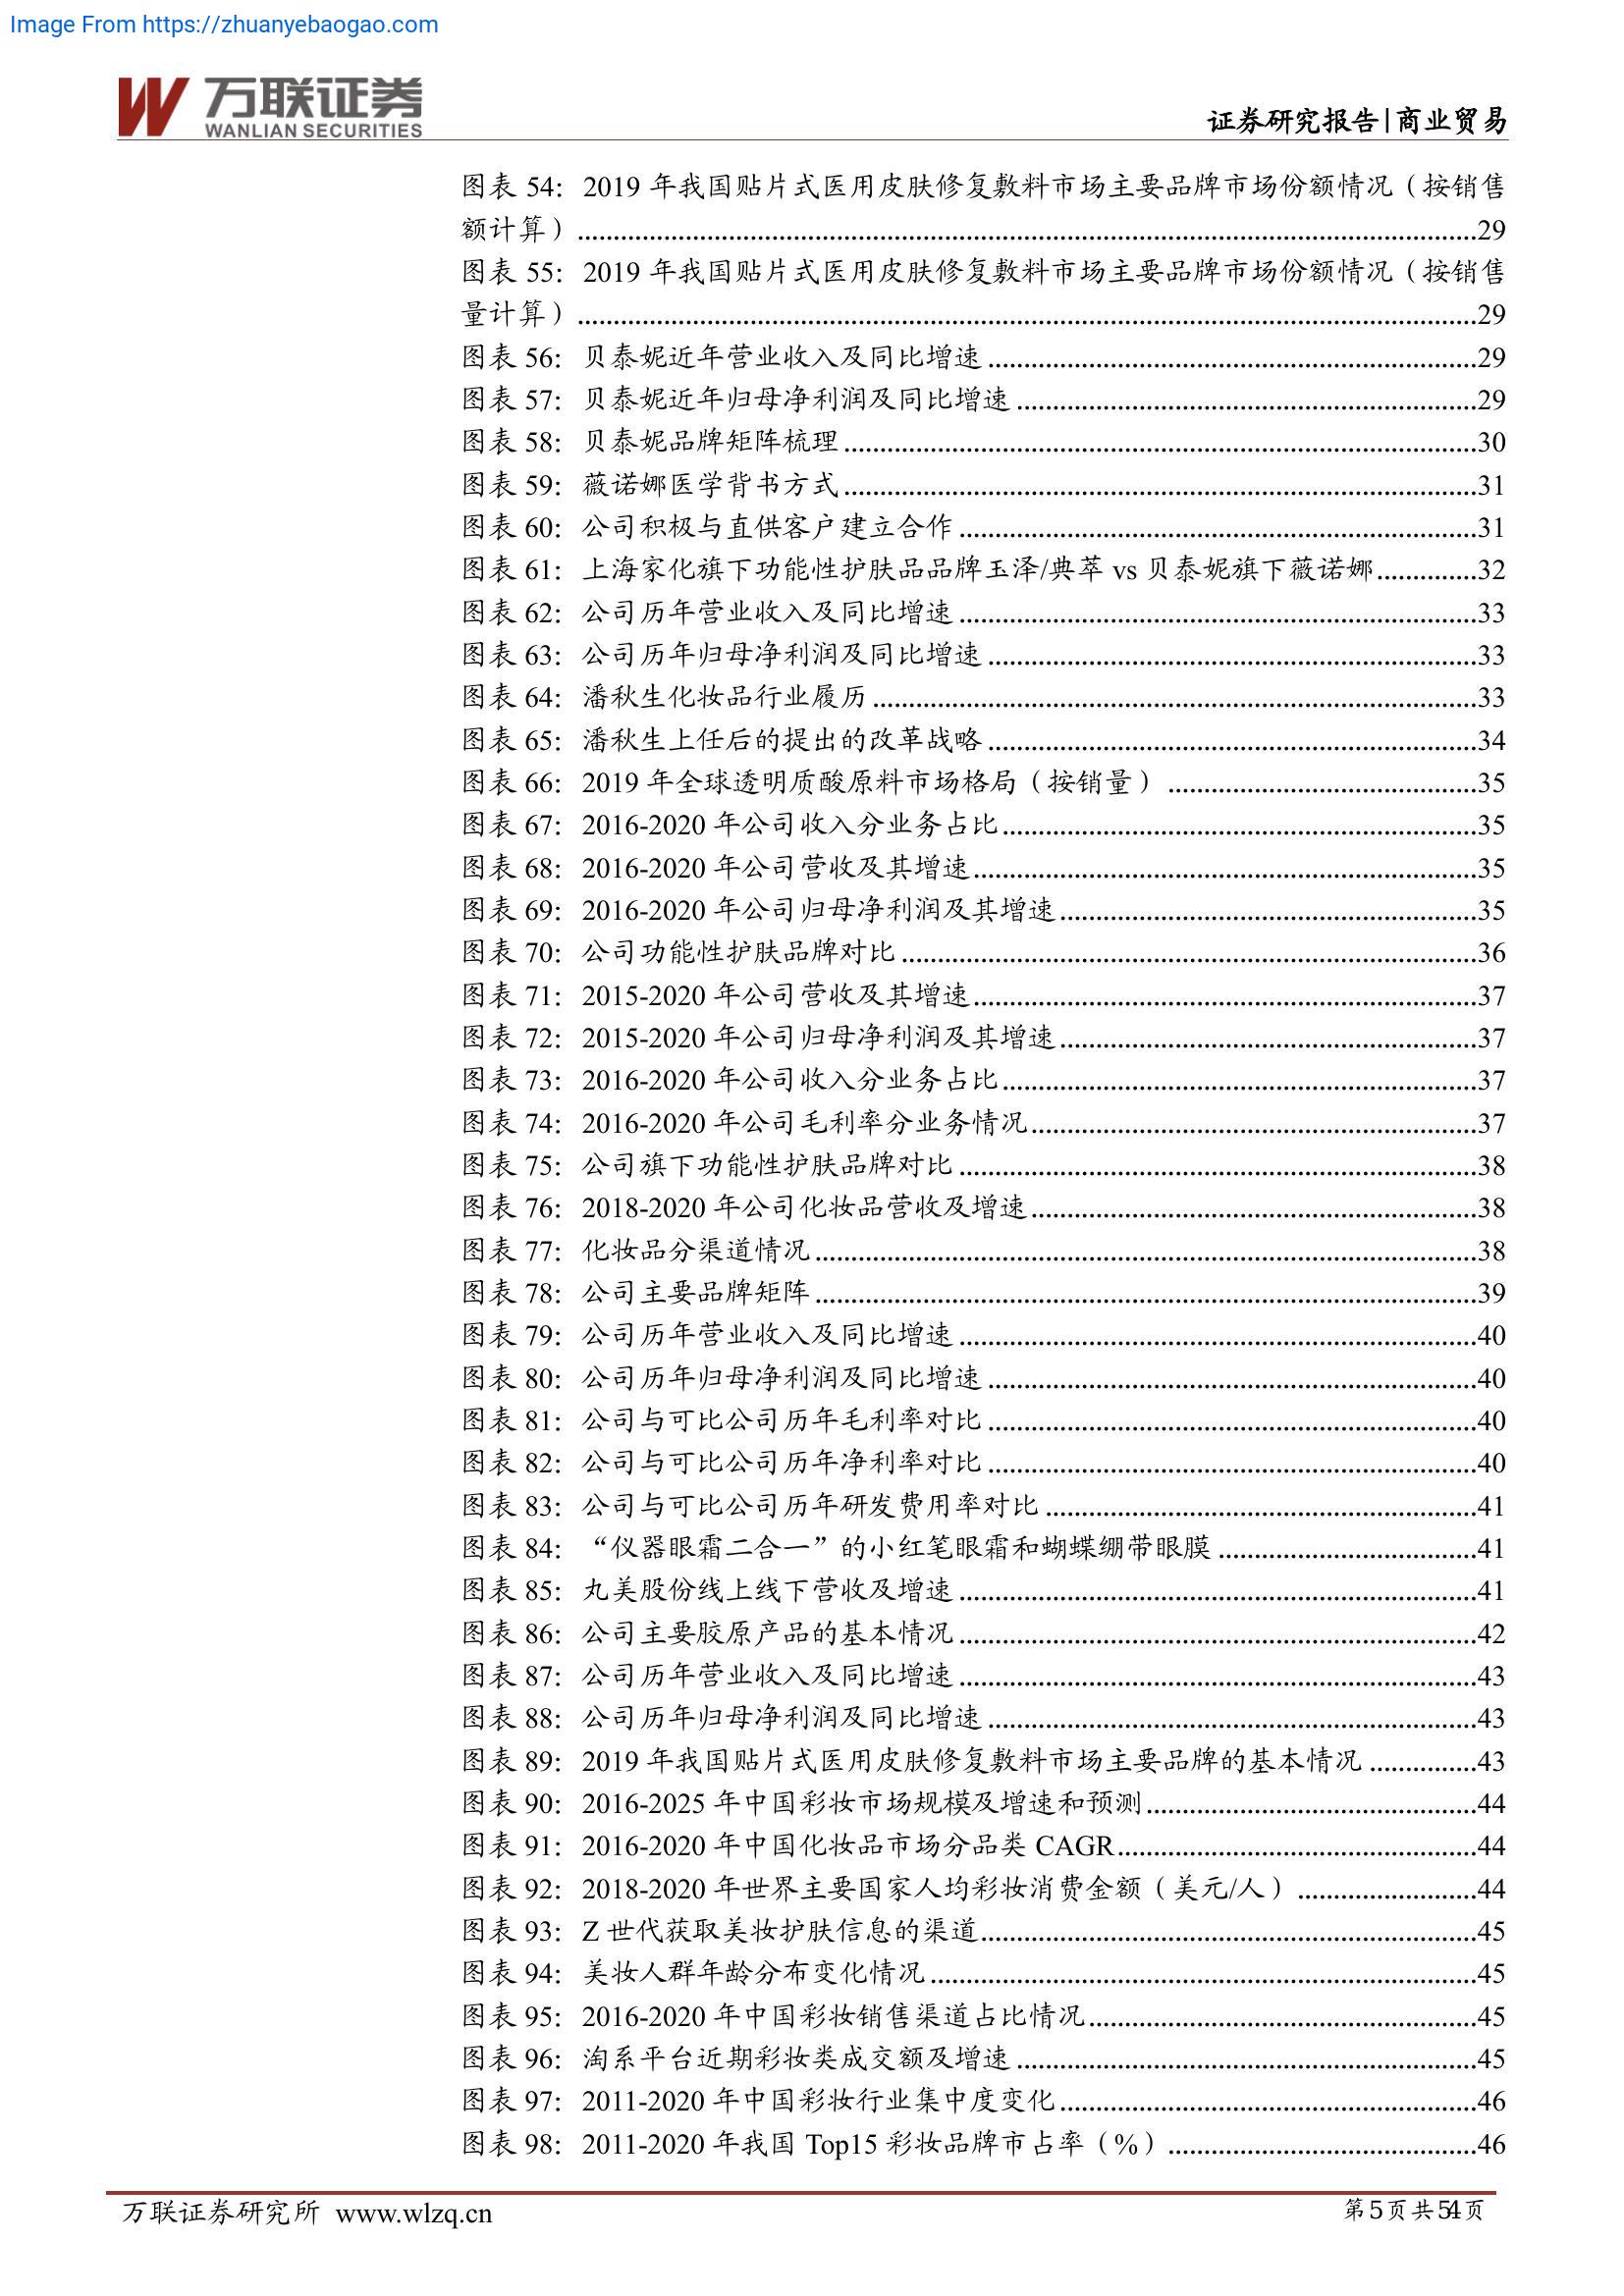 Image From https://zhuanyebaogao.com
万联证券
WANLIAN SECURITIES
证券研究报告|商业贸易
图表 54：2019 年我国贴片式医用皮肤修复敷料市场主要品牌市场份额情况（按销售
额计算）...............29
图表 55：2019 年我国贴片式医用皮肤修复敷料市场主要品牌市场份额情况（按销售
量计算）...............29
图表 56：贝泰妮近年营业收入及同比增速...............29
图表 57：贝泰妮近年归母净利润及同比增速...............29
图表 58：贝泰妮品牌矩阵梳理...............30
图表 59：薇诺娜医学背书方式...............31
图表 60：公司积极与直供客户建立合作...............31
图表 61：上海家化旗下功能性护肤品品牌玉泽/典萃 vs 贝泰妮旗下薇诺娜...............32
图表 62：公司历年营业收入及同比增速...............33
图表 63：公司历年归母净利润及同比增速...............33
图表 64：潘秋生化妆品行业履历...............33
图表 65：潘秋生上任后的提出的改革战略...............34
图表 66：2019 年全球透明质酸原料市场格局（按销量）...............35
图表 67：2016-2020 年公司收入分业务占比...............35
图表 68：2016-2020 年公司营收及其增速...............35
图表 69：2016-2020 年公司归母净利润及其增速...............35
图表 70：公司功能性护肤品牌对比...............36
图表 71：2015-2020 年公司营收及其增速...............37
图表 72：2015-2020 年公司归母净利润及其增速...............37
图表 73：2016-2020 年公司收入分业务占比...............37
图表 74：2016-2020 年公司毛利率分业务情况...............37
图表 75：公司旗下功能性护肤品牌对比...............38
图表 76：2018-2020 年公司化妆品营收及增速...............38
图表 77：化妆品分渠道情况...............38
图表 78：公司主要品牌矩阵...............39
图表 79：公司历年营业收入及同比增速...............40
图表 80：公司历年归母净利润及同比增速...............40
图表 81：公司与可比公司历年毛利率对比...............40
图表 82：公司与可比公司历年净利率对比...............40
图表 83：公司与可比公司历年研发费用率对比...............41
图表 84：“仪器眼霜二合一”的小红笔眼霜和蝴蝶绷带眼膜...............41
图表 85：丸美股份线上线下营收及增速...............41
图表 86：公司主要胶原产品的基本情况...............42
图表 87：公司历年营业收入及同比增速...............43
图表 88：公司历年归母净利润及同比增速...............43
图表 89：2019 年我国贴片式医用皮肤修复敷料市场主要品牌的基本情况...............43
图表 90：2016-2025 年中国彩妆市场规模及增速和预测...............44
图表 91：2016-2020 年中国化妆品市场分品类 CAGR...............44
图表 92：2018-2020 年世界主要国家人均彩妆消费金额（美元/人）...............44
图表 93：Z 世代获取美妆护肤信息的渠道...............45
图表 94：美妆人群年龄分布变化情况...............45
图表 95：2016-2020 年中国彩妆销售渠道占比情况...............45
图表 96：淘系平台近期彩妆类成交额及增速...............45
图表 97：2011-2020 年中国彩妆行业集中度变化...............46
图表 98：2011-2020 年我国 Top15 彩妆品牌市占率（%）...............46
万联证券研究所 www.wlzq.cn
第5页共54页